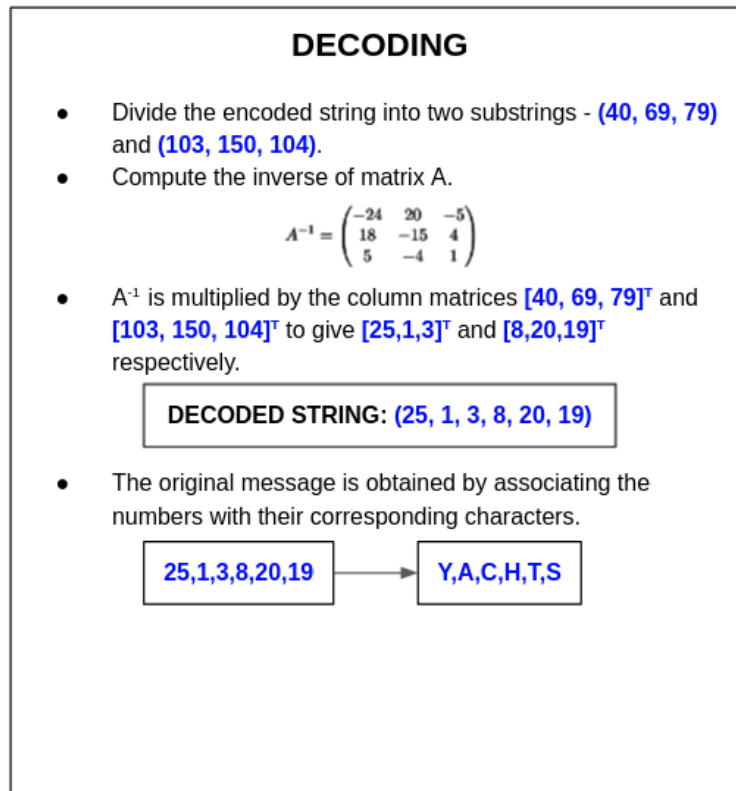 DECODING
● Divide the encoded string into two substrings - (40, 69, 79)
and (103, 150, 104).
● Compute the inverse of matrix A.
−24 20 −5
A⁻¹ = 18 −15 4
5 −4 1
● A⁻¹ is multiplied by the column matrices [40, 69, 79]ᵀ and
[103, 150, 104]ᵀ to give [25,1,3]ᵀ and [8,20,19]ᵀ
respectively.
DECODED STRING: (25, 1, 3, 8, 20, 19)
● The original message is obtained by associating the
numbers with their corresponding characters.
25,1,3,8,20,19 Y,A,C,H,T,S